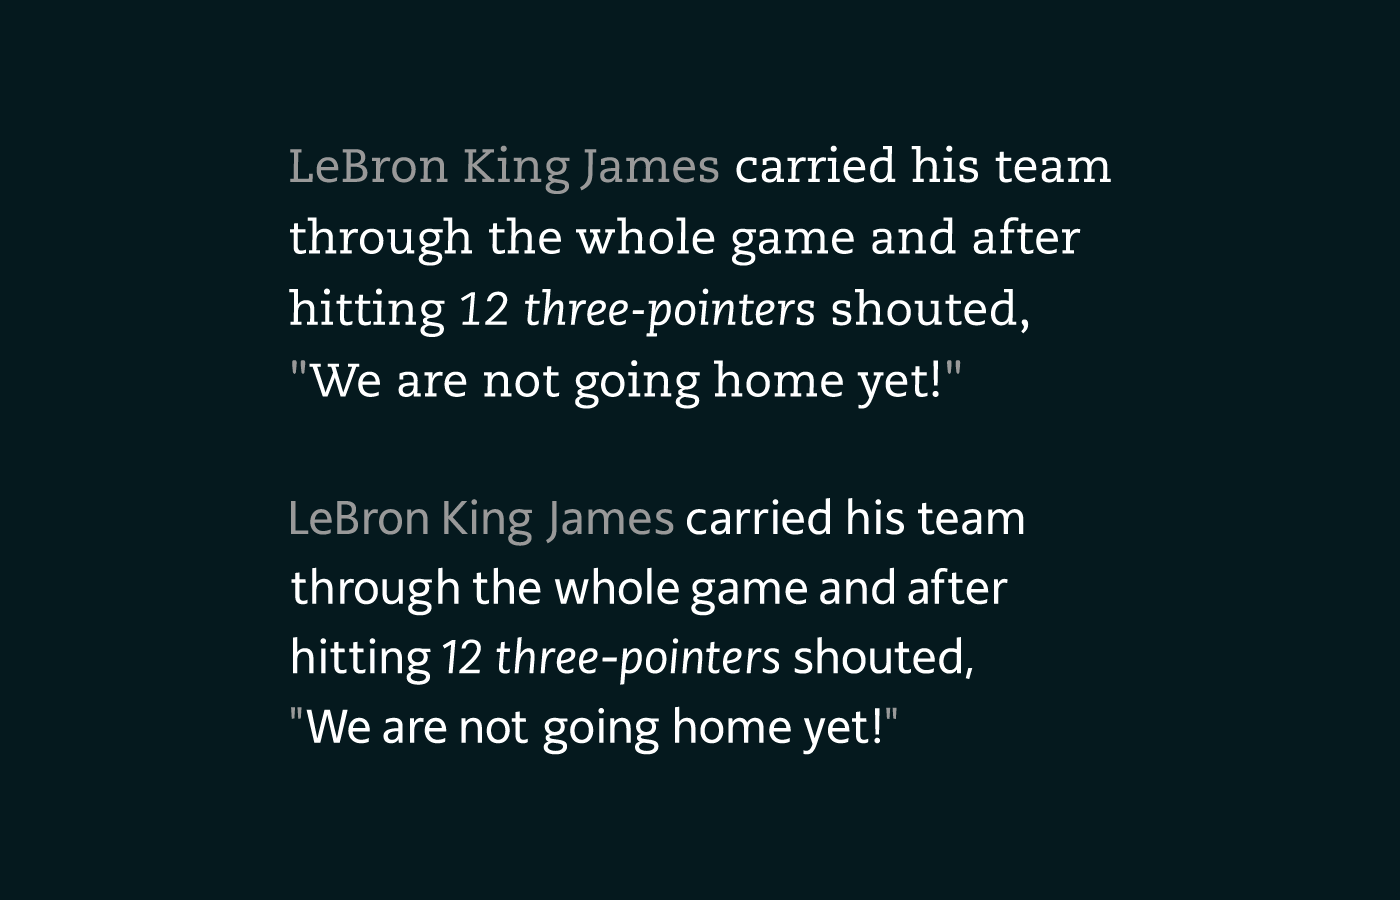 LeBron King James carried his team
through the whole game and after
hitting 12 three-pointers shouted,
"We are not going home yet!"
LeBron King James carried his team
through the whole game and after
hitting 12 three-pointers shouted,
"We are not going home yet!"